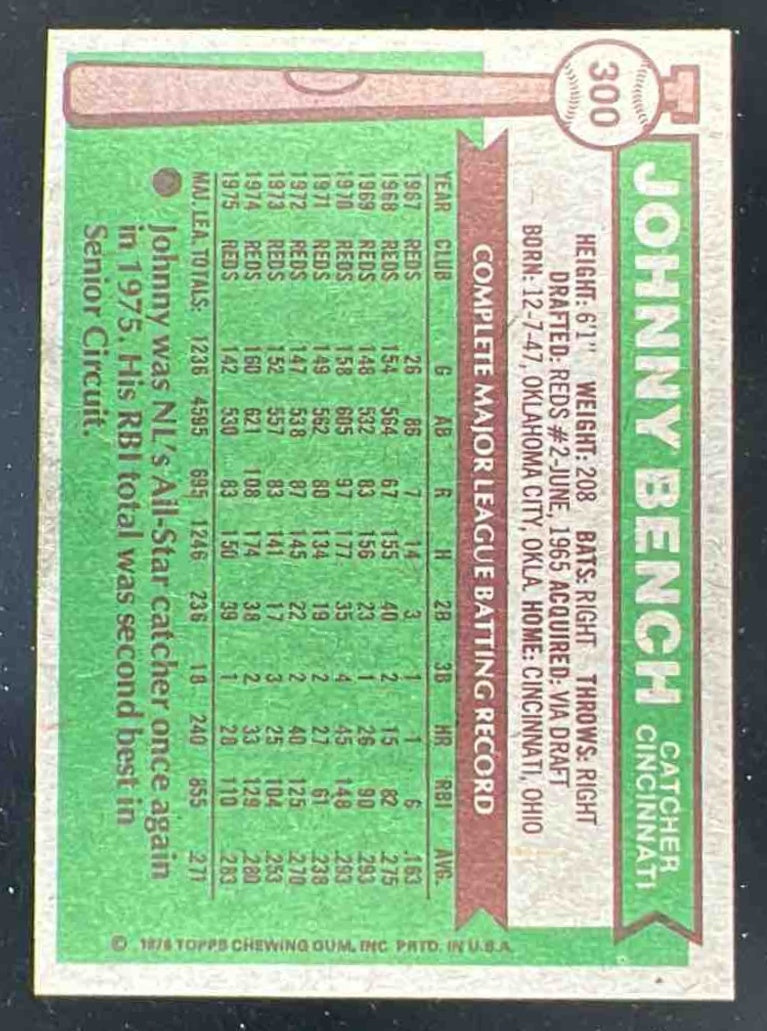 300
JOHNNY BENCH CATCHER CINCINNATI
HEIGHT: 6'1" WEIGHT: 208 BATS: RIGHT THROWS: RIGHT
DRAFTED: REDS #2-JUNE, 1965 ACQUIRED: VIA DRAFT
BORN: 12-7-47, OKLAHOMA CITY, OKLA. HOME: CINCINNATI, OHIO
COMPLETE MAJOR LEAGUE BATTING RECORD
YEAR CLUB G AB R H 2B 3B HR RBI AVG.
1967 REDS 26 86 7 14 3 1 1 6 .163
1968 REDS 154 564 67 155 40 2 15 82 .275
1969 REDS 148 532 83 156 23 1 26 90 .293
1970 REDS 158 605 97 177 35 4 45 148 .293
1971 REDS 149 562 80 134 19 2 27 61 .238
1972 REDS 147 538 87 145 22 2 40 125 .270
1973 REDS 152 557 83 141 17 3 25 104 .253
1974 REDS 160 621 108 174 38 2 33 129 .280
1975 REDS 142 530 83 150 39 1 28 110 .283
MAJ. LEA. TOTALS: 1236 4595 695 1246 236 18 240 855 .271
Johnny was NL's All-Star catcher once again
in 1975. His RBI total was second best in
Senior Circuit.
© 1976 TOPPS CHEWING GUM, INC. PRTD. IN U.S.A.